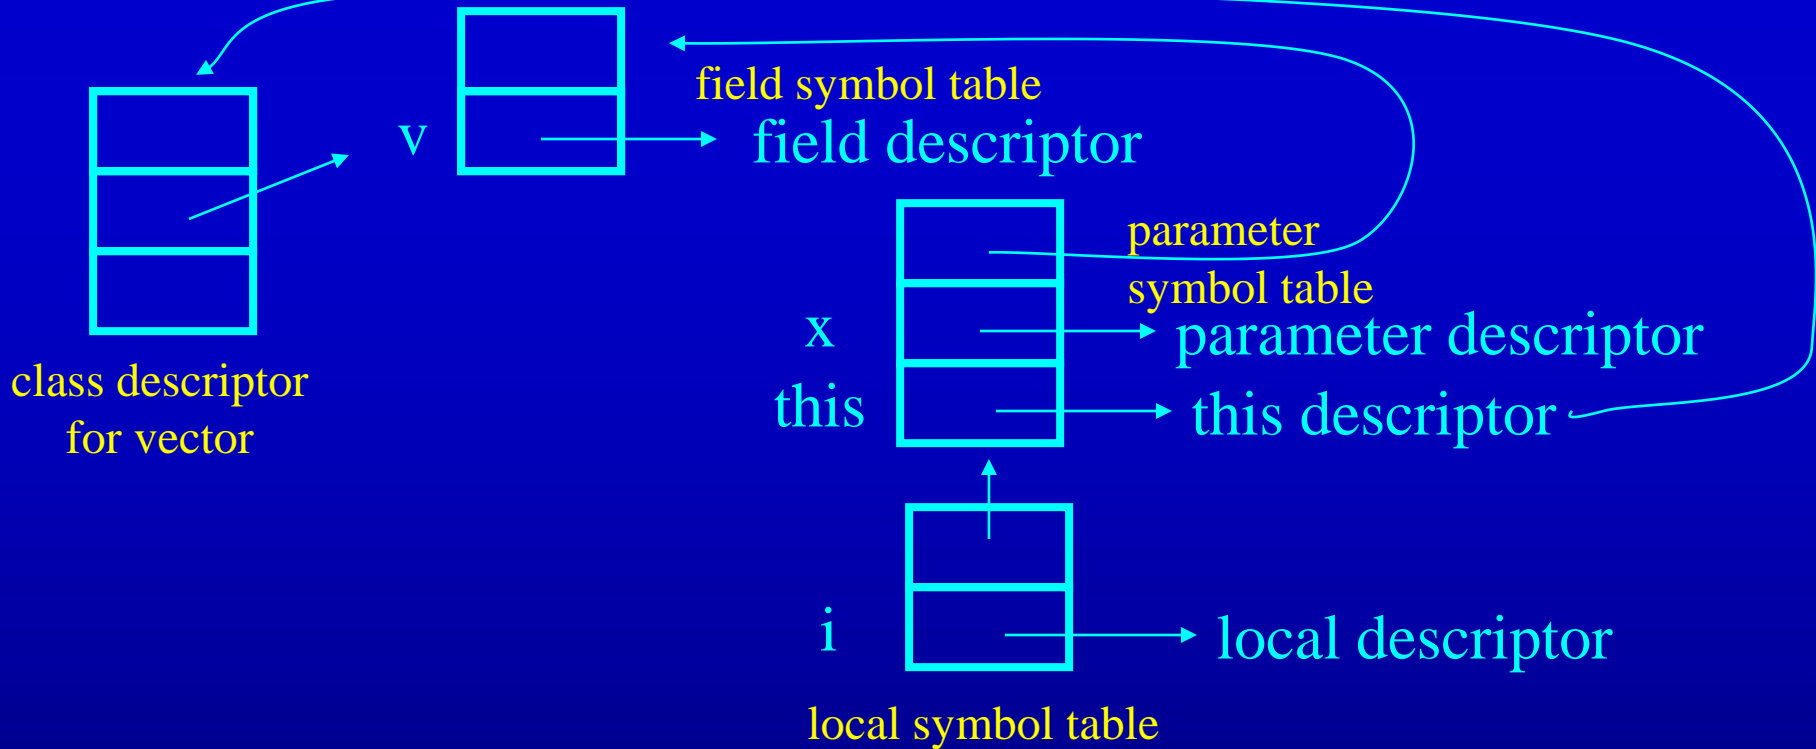 field symbol table
v
field descriptor
parameter
symbol table
x
parameter descriptor
class descriptor
for vector
this
this descriptor
i
local descriptor
local symbol table